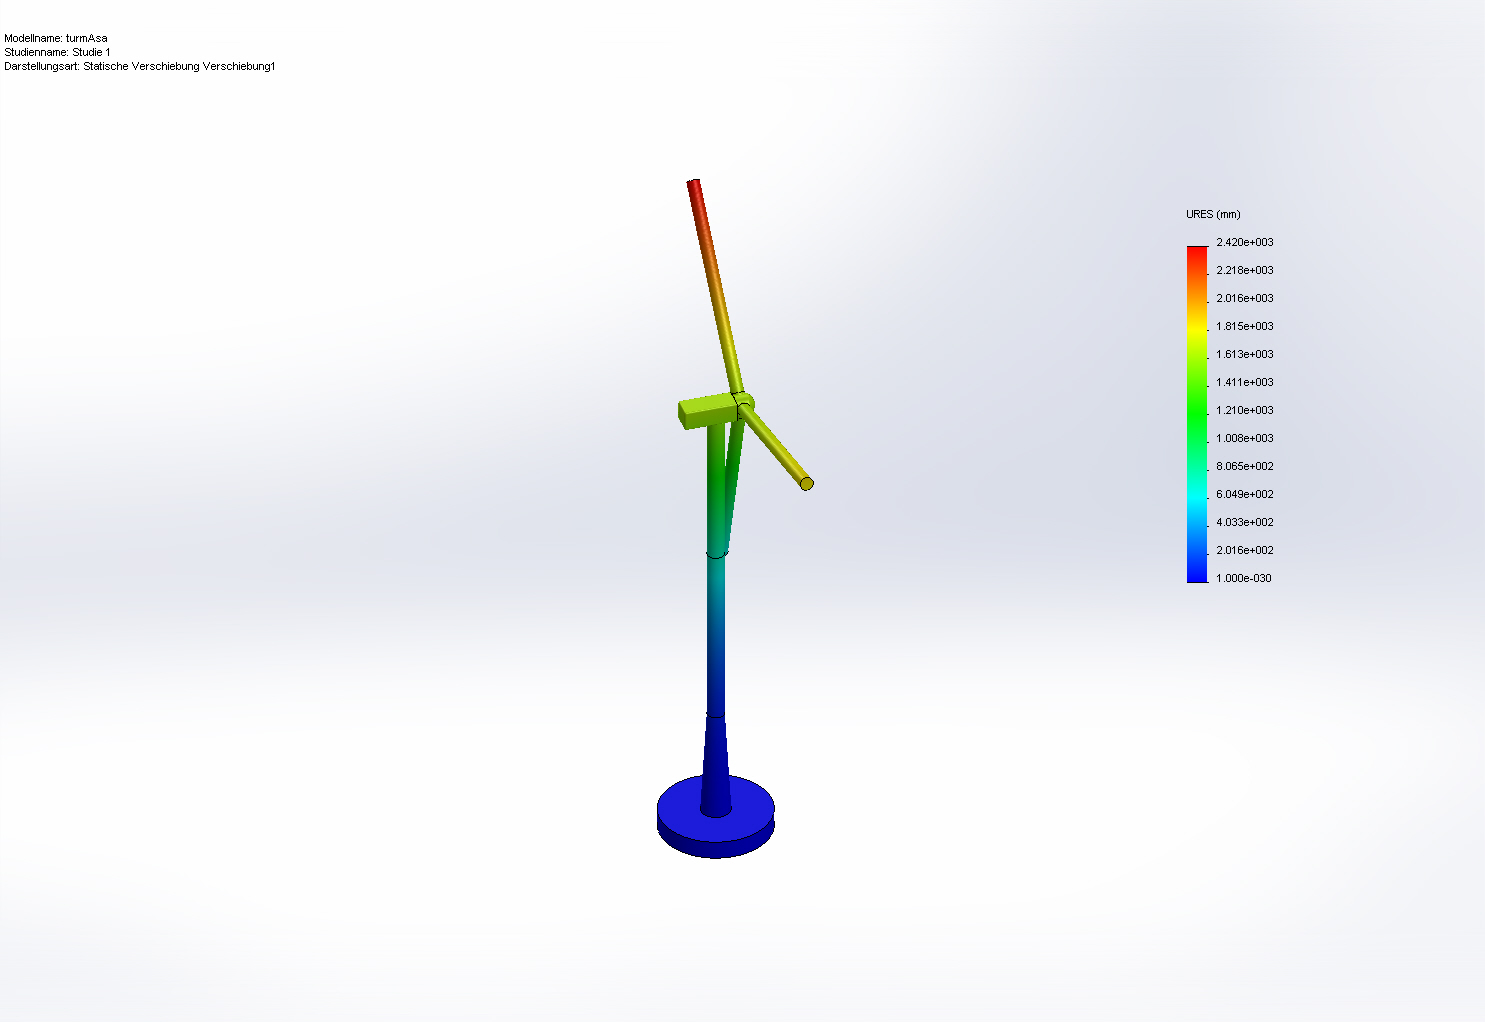 Modellname: turmAsa
Studienname: Studie 1
Darstellungsart: Statische Verschiebung Verschiebung1
URES (mm)
2.420e+003
2.218e+003
2.016e+003
1.815e+003
1.613e+003
1.411e+003
1.210e+003
1.008e+003
8.065e+002
6.049e+002
4.033e+002
2.016e+002
1.000e-030